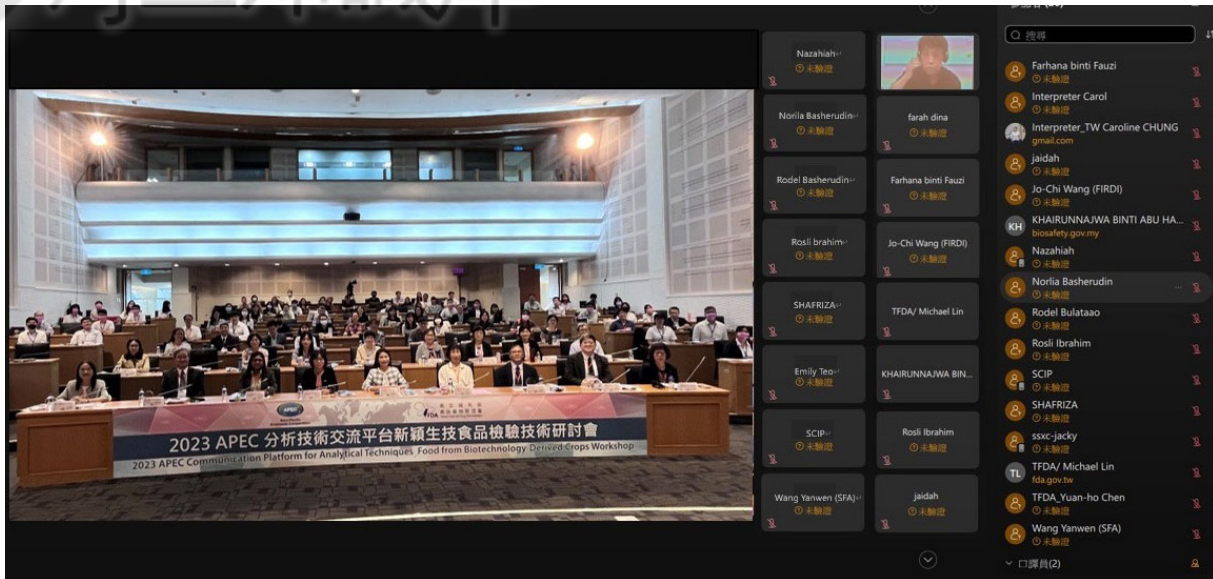 2023 APEC 分析技術交流平台新穎生技食品檢驗技術研討會
2023 APEC Communication Platform for Analytical Techniques Food from Biotechnology Derived Crops Workshop
APEC
FDA
Nazahiah
未驗證
Norila Basherudin
未驗證
farah dina
未驗證
Rodel Basherudin
未驗證
Farhana binti Fauzi
未驗證
Rosli brahim
未驗證
Jo-Chi Wang (FIRDI)
未驗證
SHAFRIZA
未驗證
TFDA/ Michael Lin
Emily Teo
未驗證
KHAIRUNNAJWA BIN...
SCIP
未驗證
Rosli Ibrahim
未驗證
Wang Yanwen (SFA)
未驗證
jaidah
未驗證
搜尋
Farhana binti Fauzi
未驗證
Interpreter Carol
未驗證
Interpreter_TW Caroline CHUNG
gmail.com
jaidah
未驗證
Jo-Chi Wang (FIRDI)
未驗證
KH
KHAIRUNNAJWA BINTI ABU HA...
biosafety.gov.my
Nazahiah
未驗證
Norlia Basherudin
未驗證
Rodel Bulataao
未驗證
Rosli Ibrahim
未驗證
SCIP
未驗證
SHAFRIZA
未驗證
ssxc-jacky
未驗證
TL
TFDA/ Michael Lin
fda.gov.tw
TFDA_Yuan-ho Chen
未驗證
Wang Yanwen (SFA)
未驗證
口譯員(2)